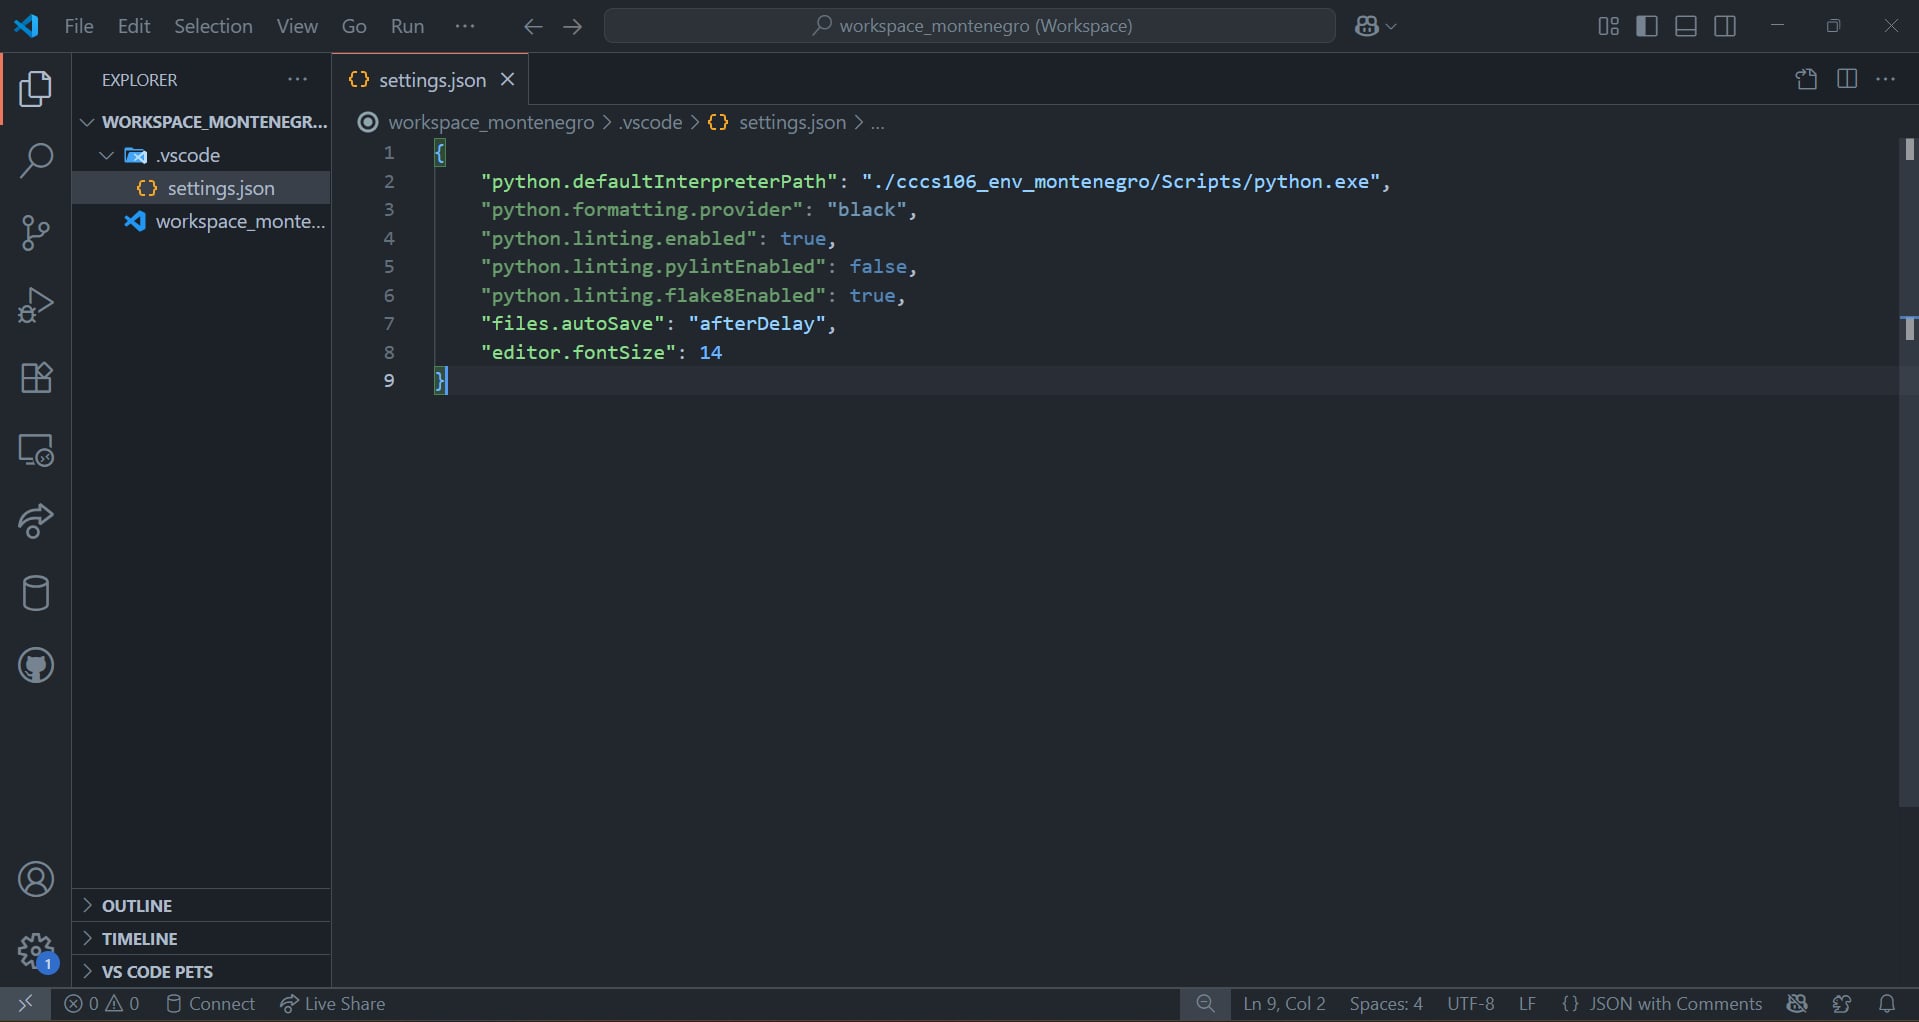 File Edit Selection View Go Run ···
workspace_montenegro (Workspace)
EXPLORER ···
WORKSPACE_MONTENEGR...
.vscode
{} settings.json
workspace_monte...
OUTLINE
TIMELINE
VS CODE PETS
{} settings.json
workspace_montenegro > .vscode > {} settings.json > ...
1 {
2 "python.defaultInterpreterPath": "./cccs106_env_montenegro/Scripts/python.exe",
3 "python.formatting.provider": "black",
4 "python.linting.enabled": true,
5 "python.linting.pylintEnabled": false,
6 "python.linting.flake8Enabled": true,
7 "files.autoSave": "afterDelay",
8 "editor.fontSize": 14
9 }
1
0 0 Connect Live Share Ln 9, Col 2 Spaces: 4 UTF-8 LF {} JSON with Comments